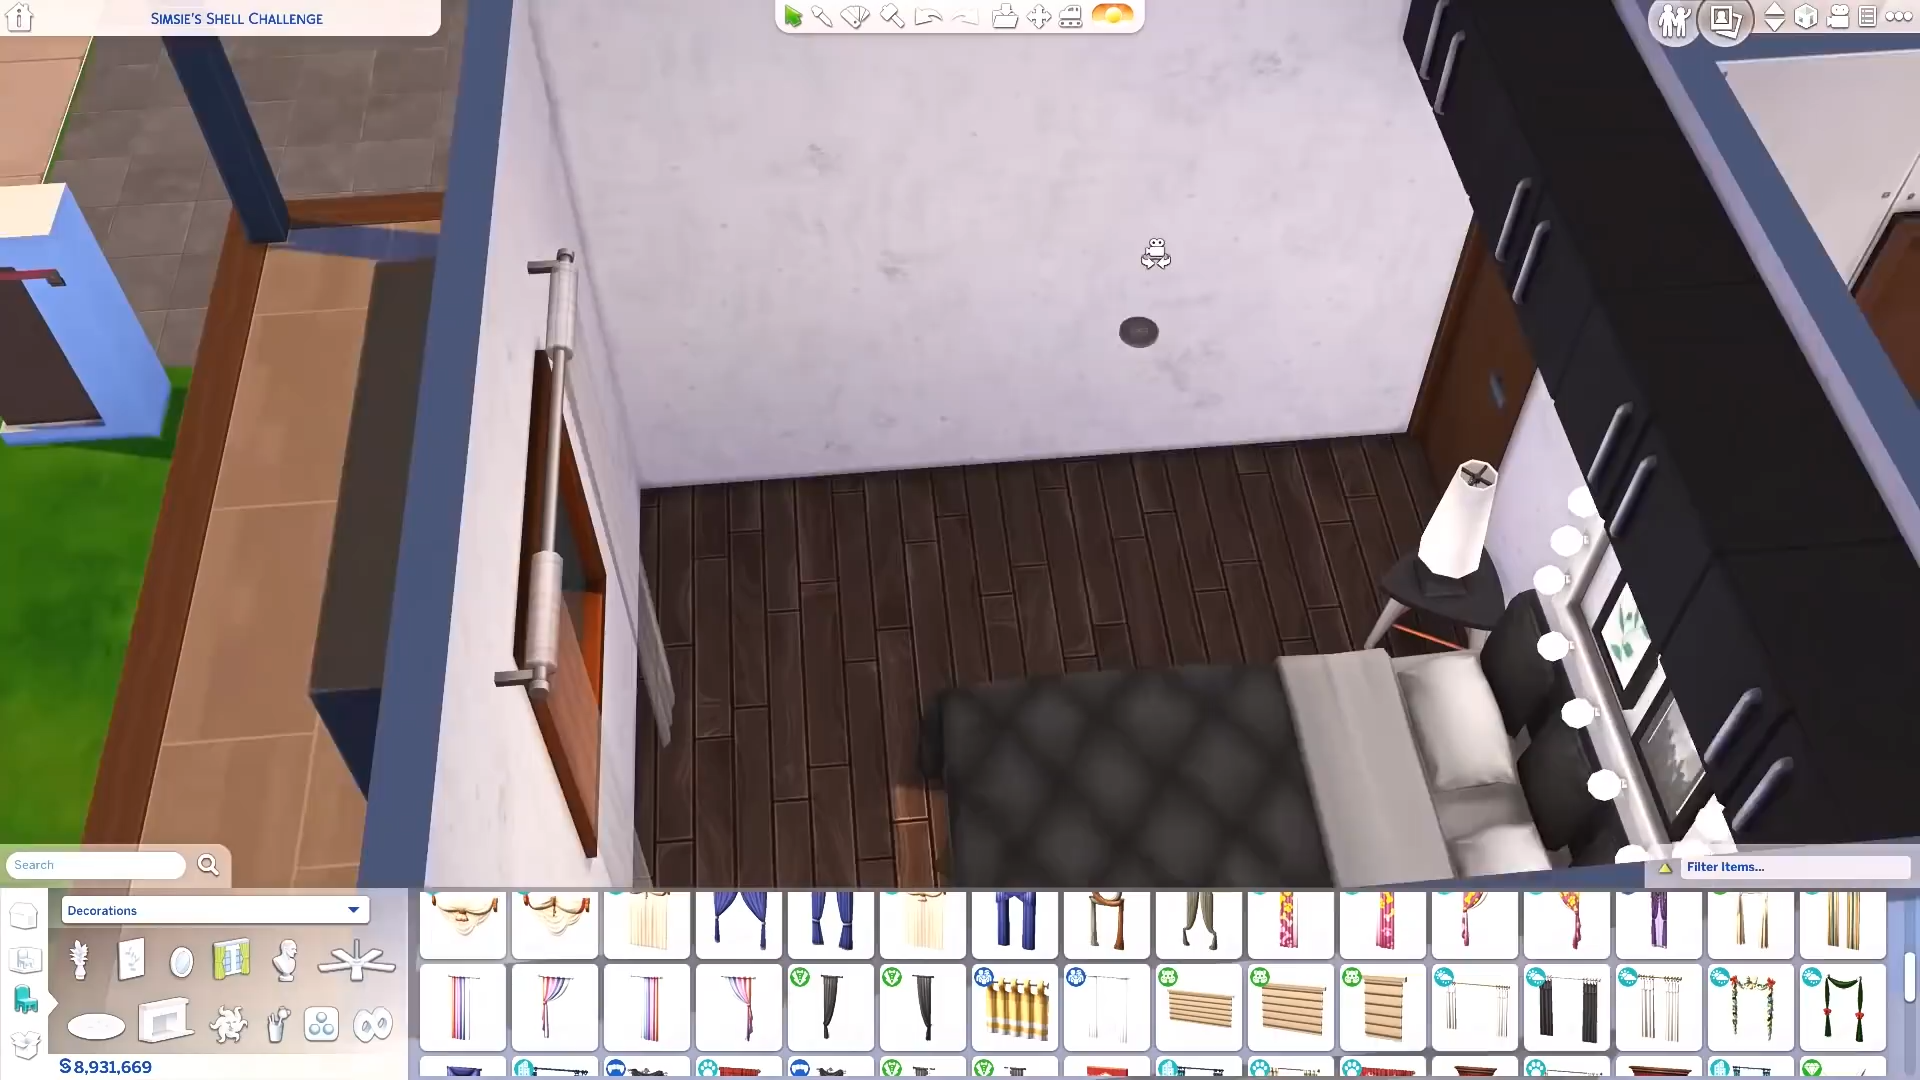 SIMSIE'S SHELL CHALLENGE
Search
Filter Items...
Decorations
§8,931,669